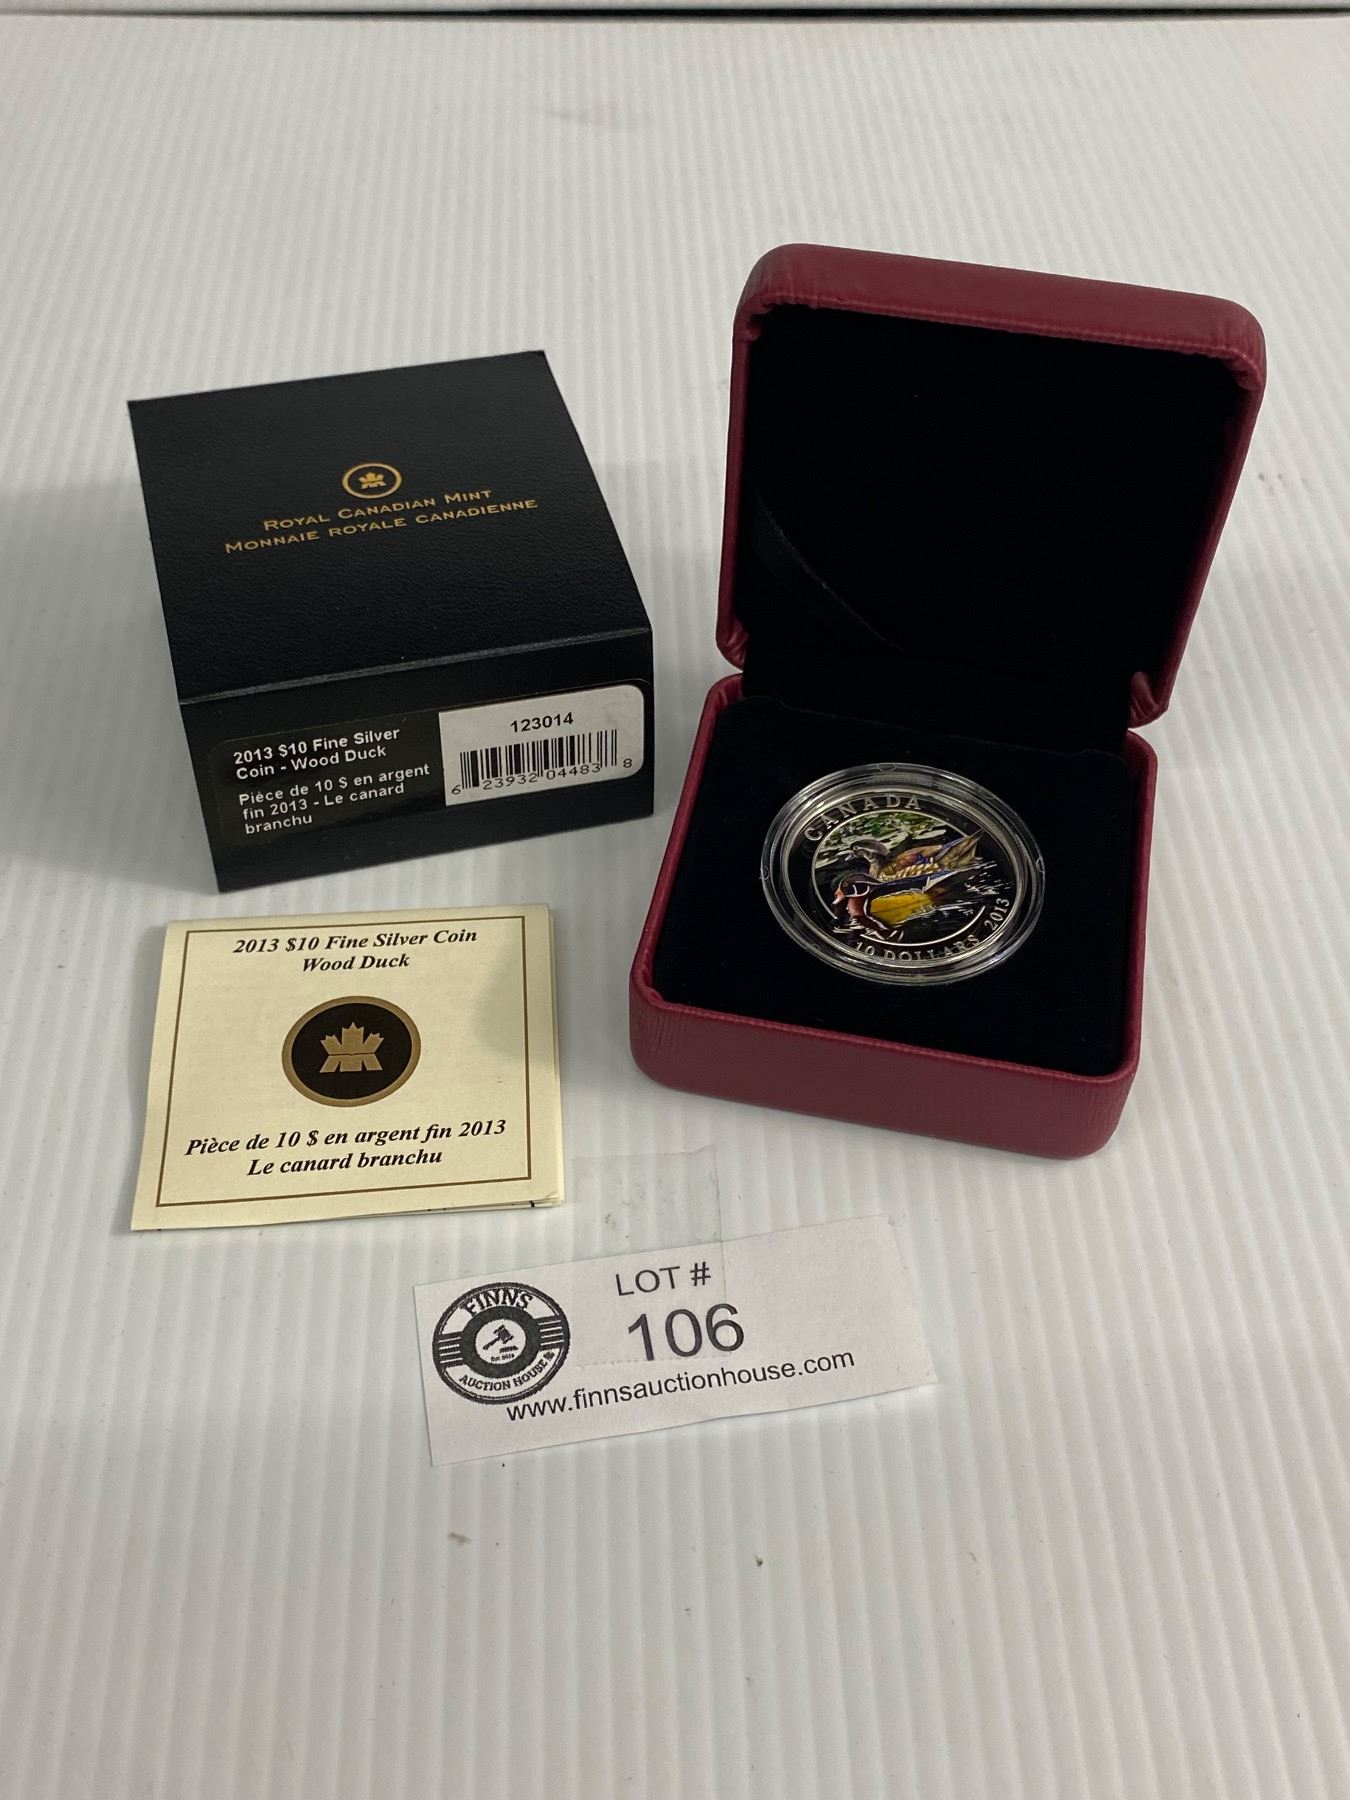 ROYAL CANADIAN MINT
MONNAIE ROYALE CANADIENNE
2013 $10 Fine Silver
Coin - Wood Duck
Pièce de 10 $ en argent
fin 2013 - Le canard
branchu
123014
6 23932 04483 8
CANADA
10 DOLLARS 2013
2013 $10 Fine Silver Coin
Wood Duck
Pièce de 10 $ en argent fin 2013
Le canard branchu
FINNS
AUCTION HOUSE
LOT #
106
www.finnsauctionhouse.com